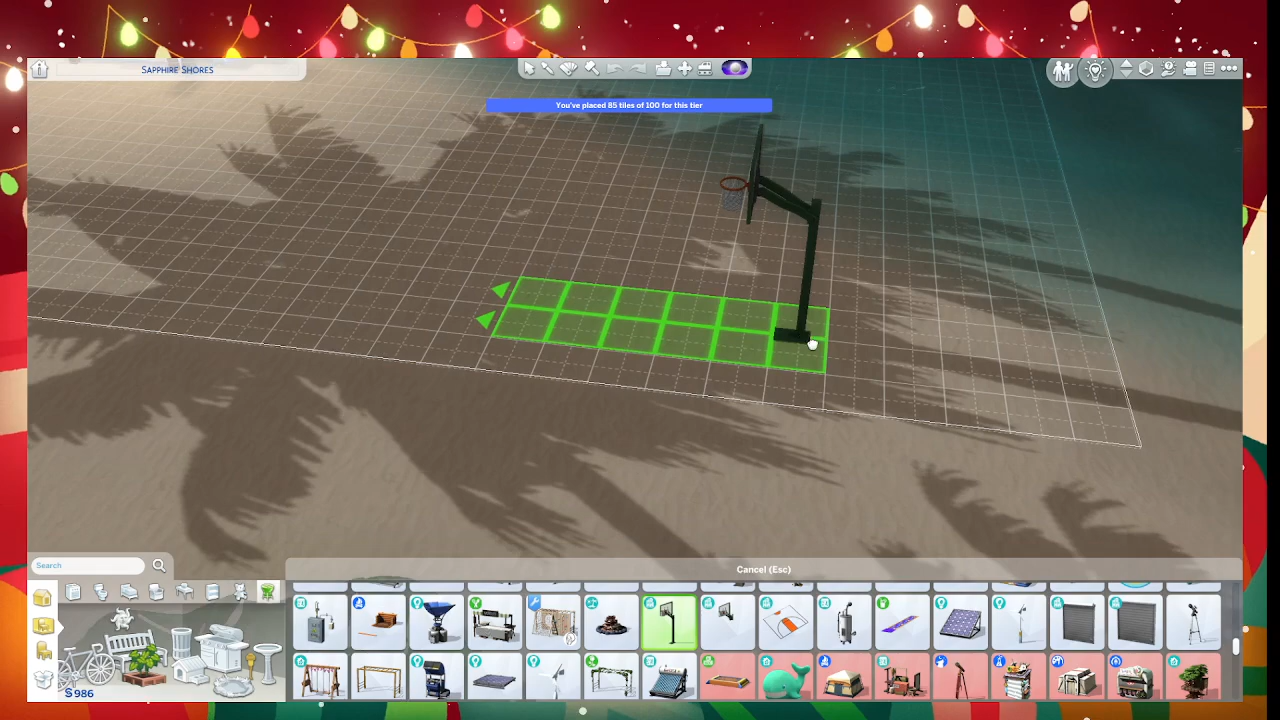 SAPPHIRE SHORES
You've placed 85 tiles of 100 for this tier
Cancel (Esc)
Search
§986